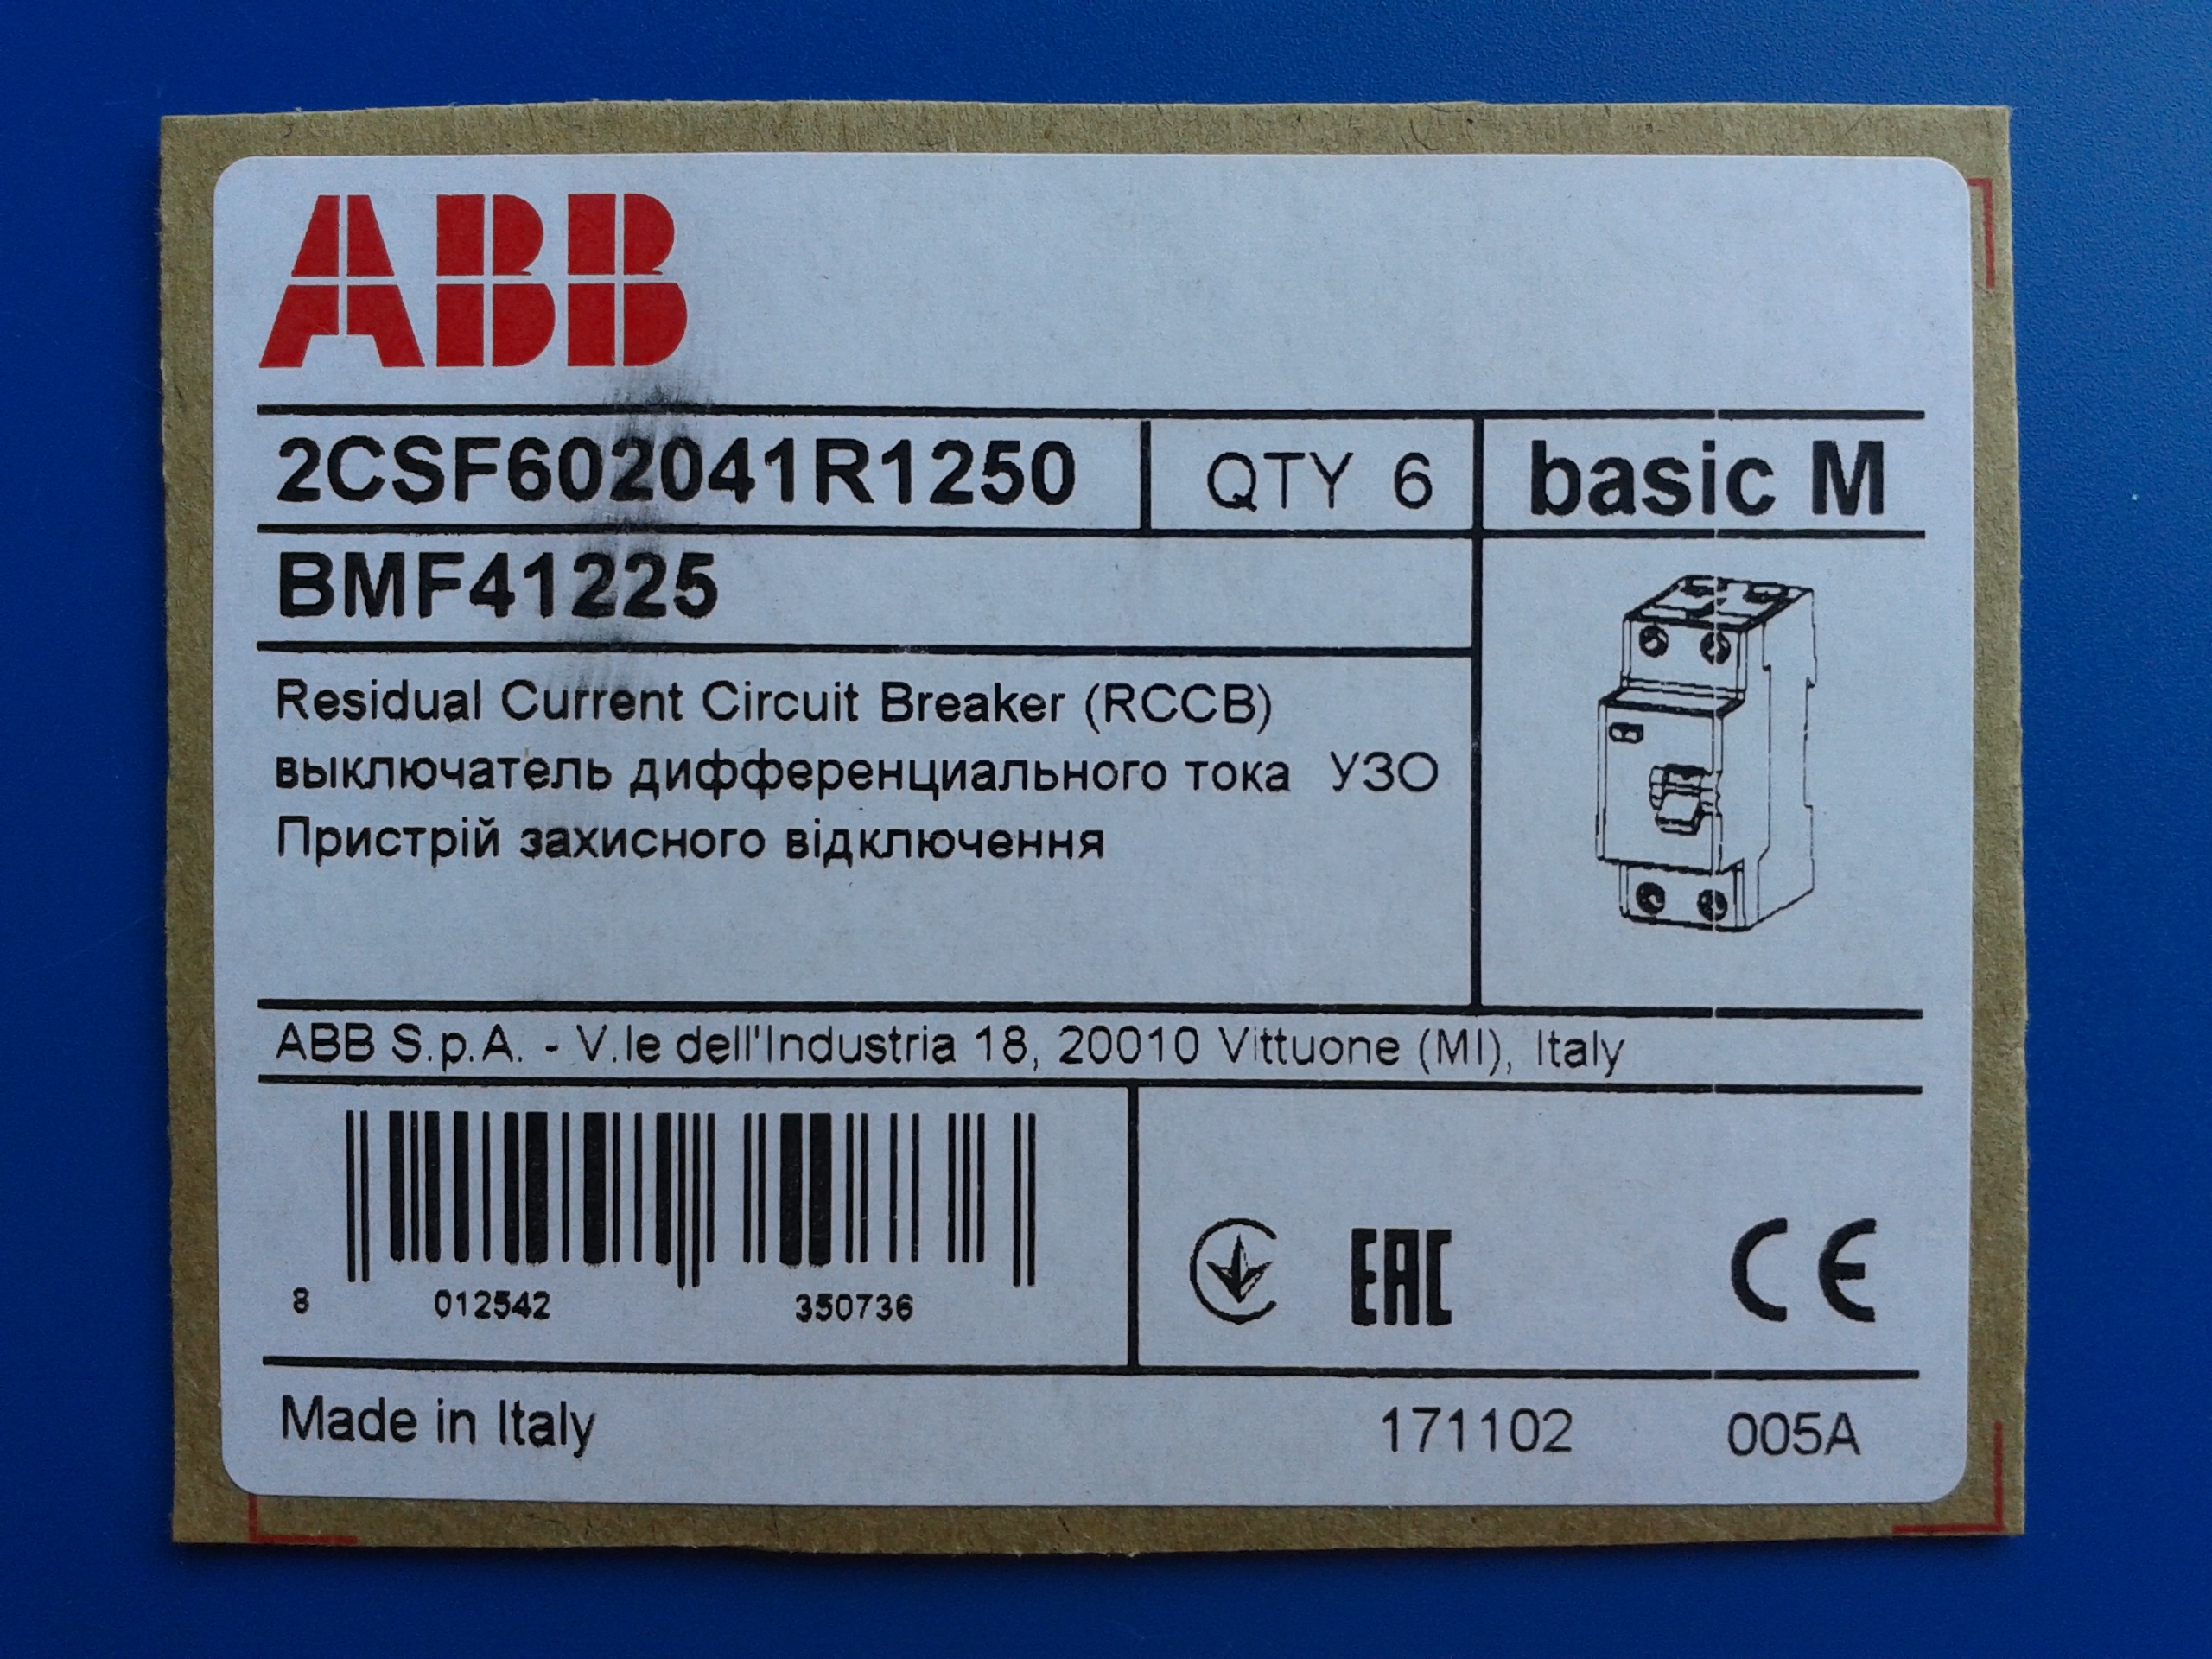 ABB
2CSF602041R1250 QTY 6 basic M
BMF41225
Residual Current Circuit Breaker (RCCB)
выключатель дифференциального тока УЗО
Пристрій захисного відключення
ABB S.p.A. - V.le dell'Industria 18, 20010 Vittuone (MI), Italy
8 012542 350736
EAC CE
Made in Italy 171102 005A